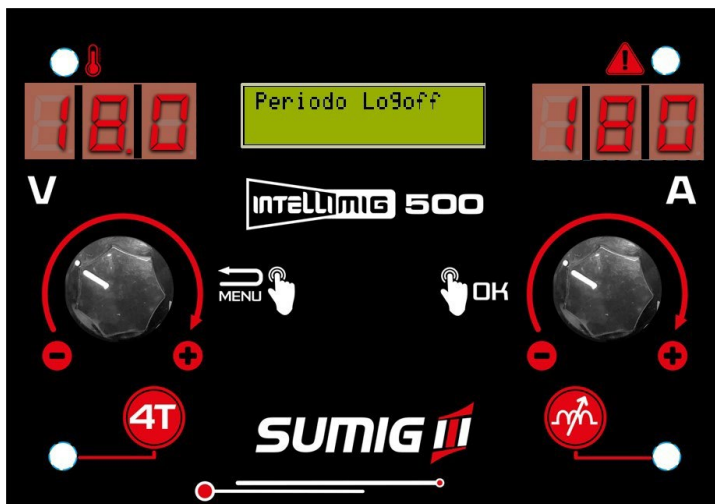 18.0
Periodo Logoff
180
V
INTELLIMIG 500
A
MENU
OK
4T
SUMIG